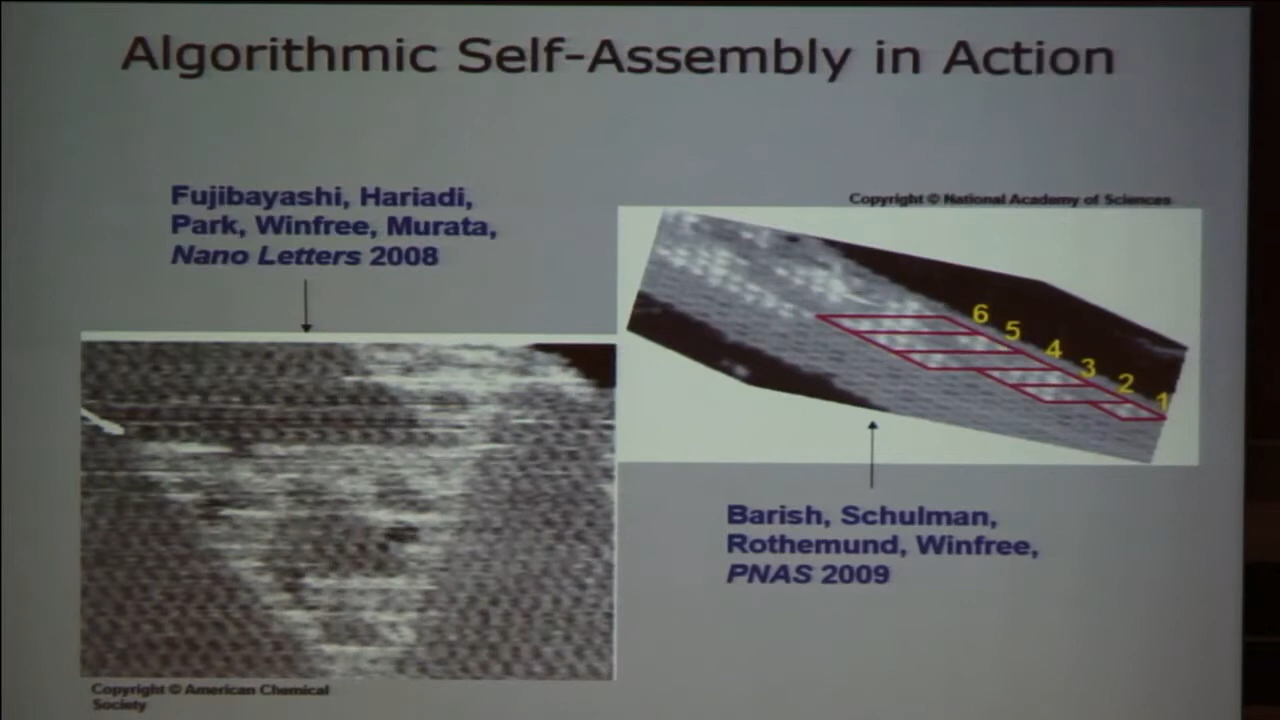 Algorithmic Self-Assembly in Action
Fujibayashi, Hariadi,
Park, Winfree, Murata,
Nano Letters 2008
Copyright © National Academy of Sciences
6
5
4
3
2
1
Barish, Schulman,
Rothemund, Winfree,
PNAS 2009
Copyright © American Chemical
Society